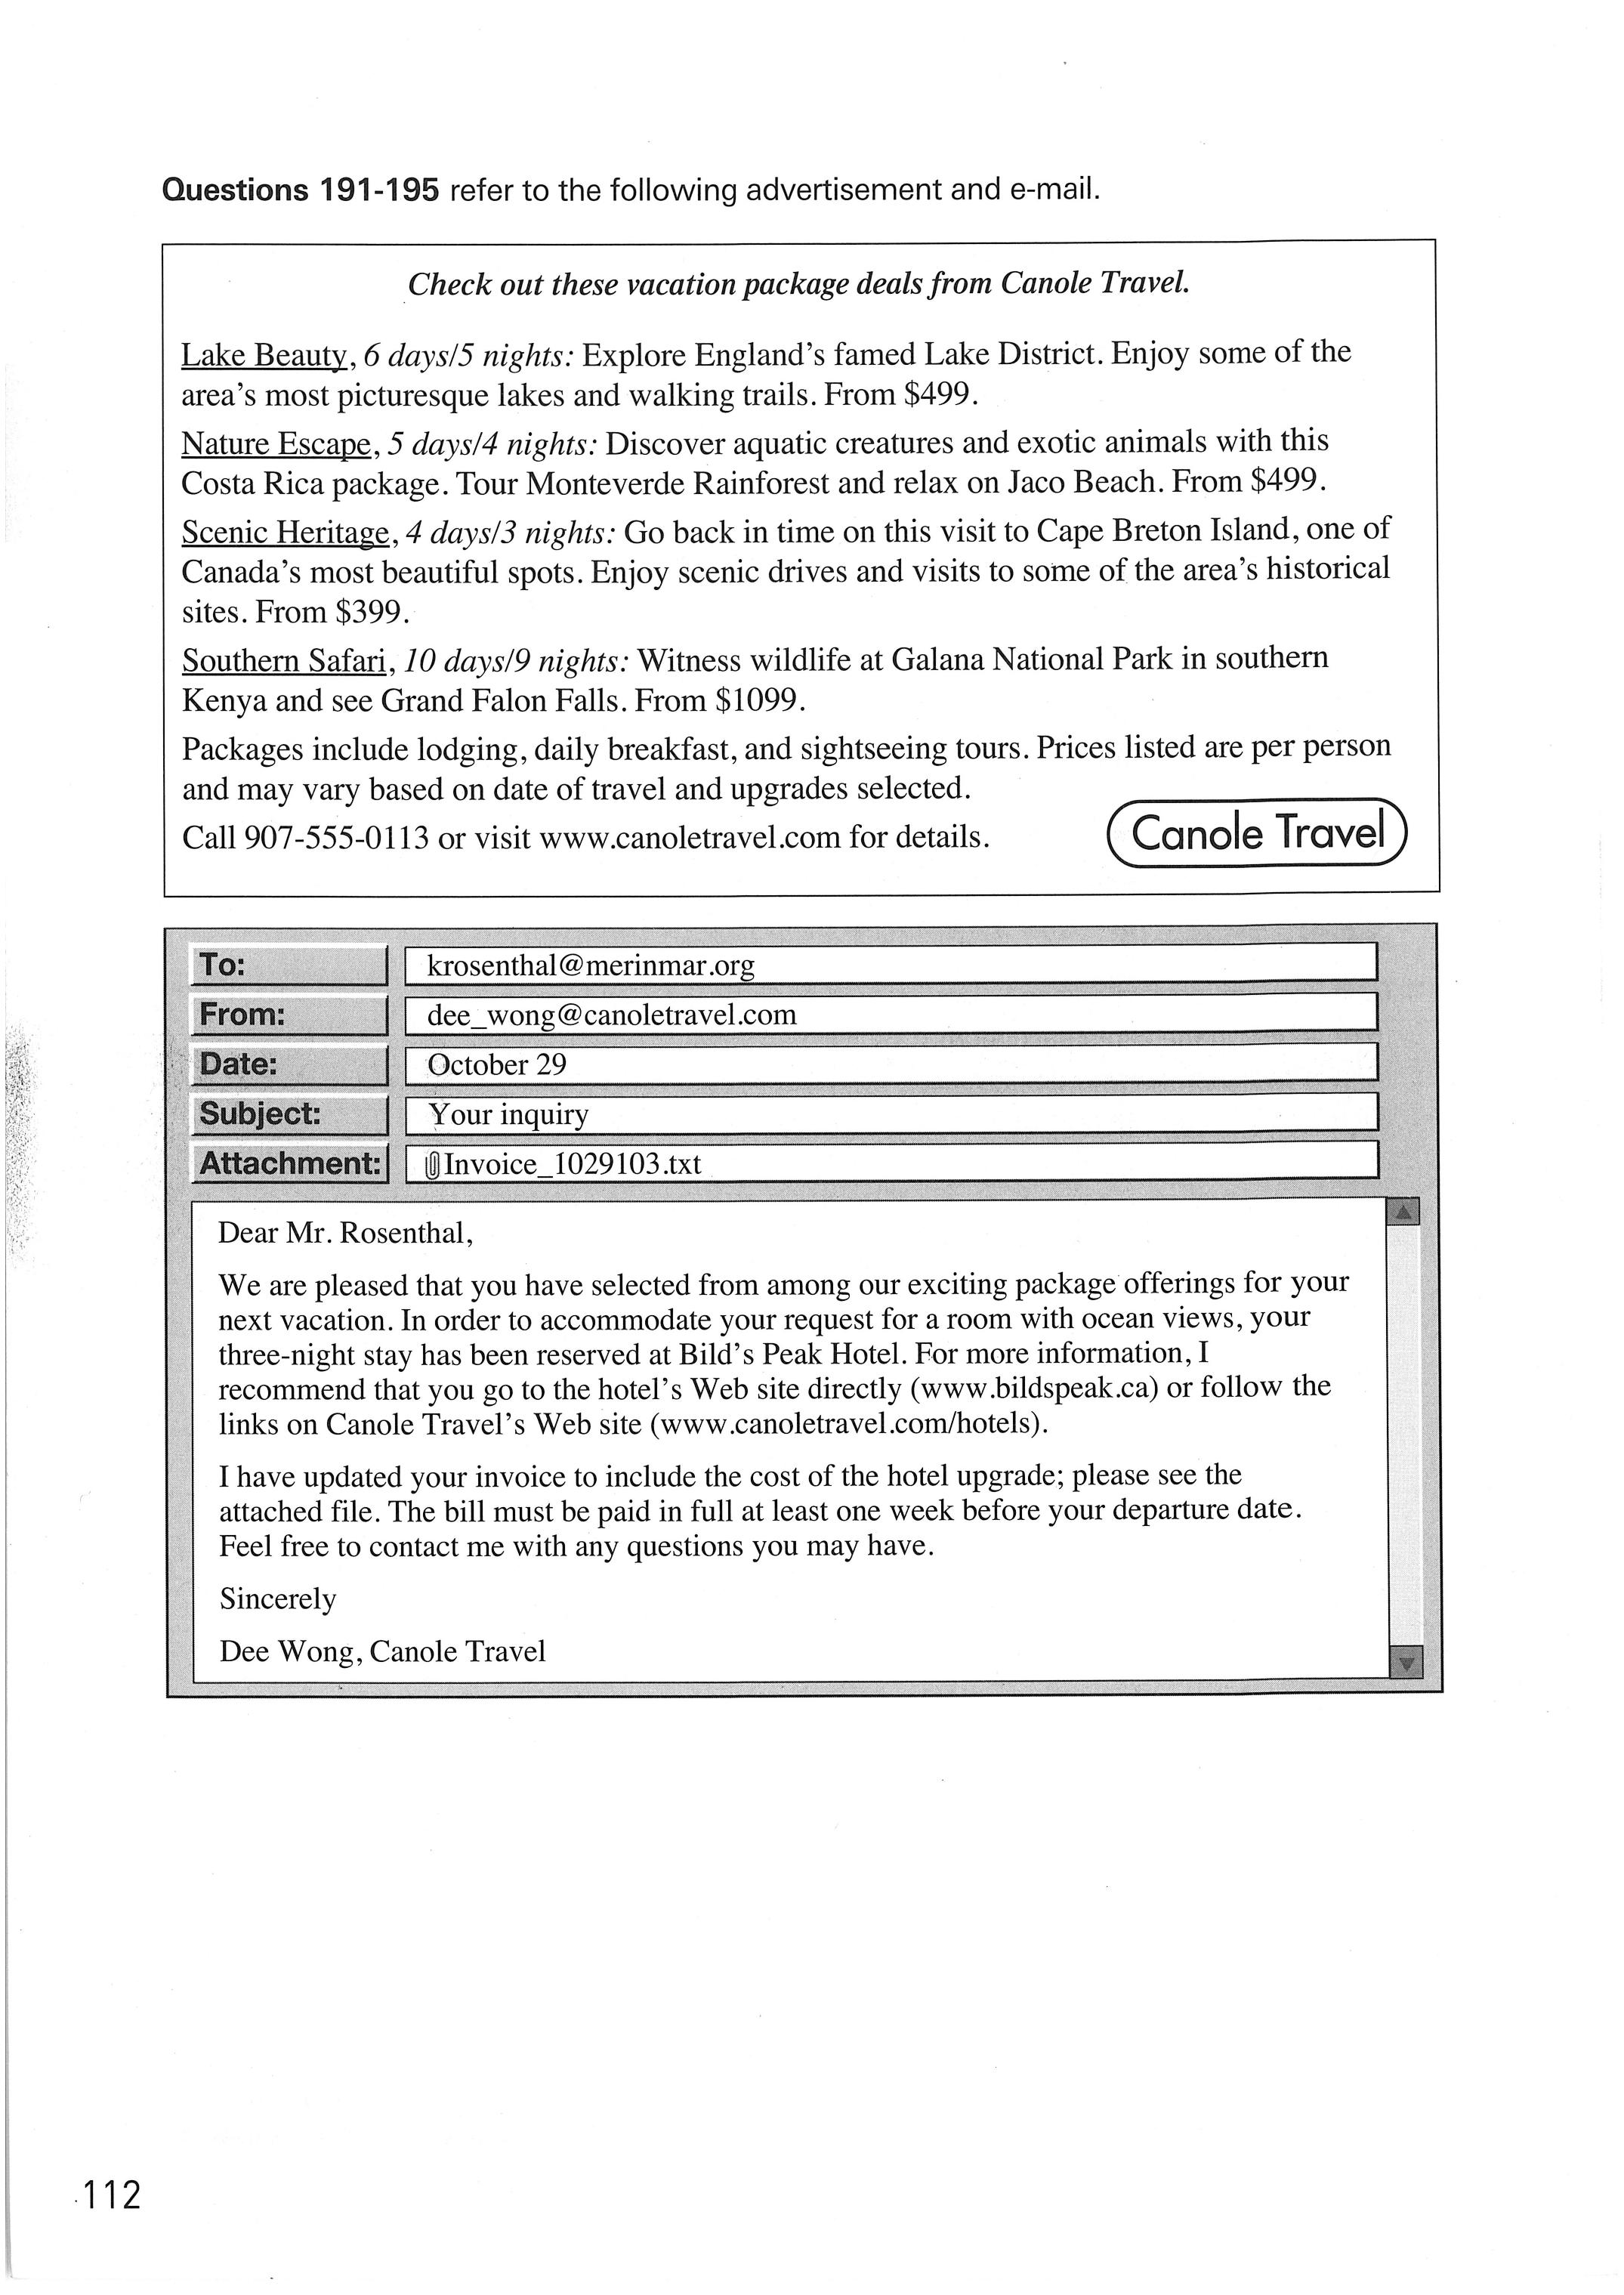 Questions 191-195 refer to the following advertisement and e-mail.
Check out these vacation package deals from Canole Travel.
Lake Beauty, 6 days/5 nights: Explore England's famed Lake District. Enjoy some of the
area's most picturesque lakes and walking trails. From $499.
Nature Escape, 5 days/4 nights: Discover aquatic creatures and exotic animals with this
Costa Rica package. Tour Monteverde Rainforest and relax on Jaco Beach. From $499.
Scenic Heritage, 4 days/3 nights: Go back in time on this visit to Cape Breton Island, one of
Canada's most beautiful spots. Enjoy scenic drives and visits to some of the area's historical
sites. From $399.
Southern Safari, 10 days/9 nights: Witness wildlife at Galana National Park in southern
Kenya and see Grand Falon Falls. From $1099.
Packages include lodging, daily breakfast, and sightseeing tours. Prices listed are per person
and may vary based on date of travel and upgrades selected.
Call 907-555-0113 or visit www.canoletravel.com for details.
Canole Travel
To: krosenthal@merinmar.org
From: dee_wong@canoletravel.com
Date: October 29
Subject: Your inquiry
Attachment: Invoice_1029103.txt
Dear Mr. Rosenthal,
We are pleased that you have selected from among our exciting package offerings for your
next vacation. In order to accommodate your request for a room with ocean views, your
three-night stay has been reserved at Bild's Peak Hotel. For more information, I
recommend that you go to the hotel's Web site directly (www.bildspeak.ca) or follow the
links on Canole Travel's Web site (www.canoletravel.com/hotels).
I have updated your invoice to include the cost of the hotel upgrade; please see the
attached file. The bill must be paid in full at least one week before your departure date.
Feel free to contact me with any questions you may have.
Sincerely
Dee Wong, Canole Travel
112